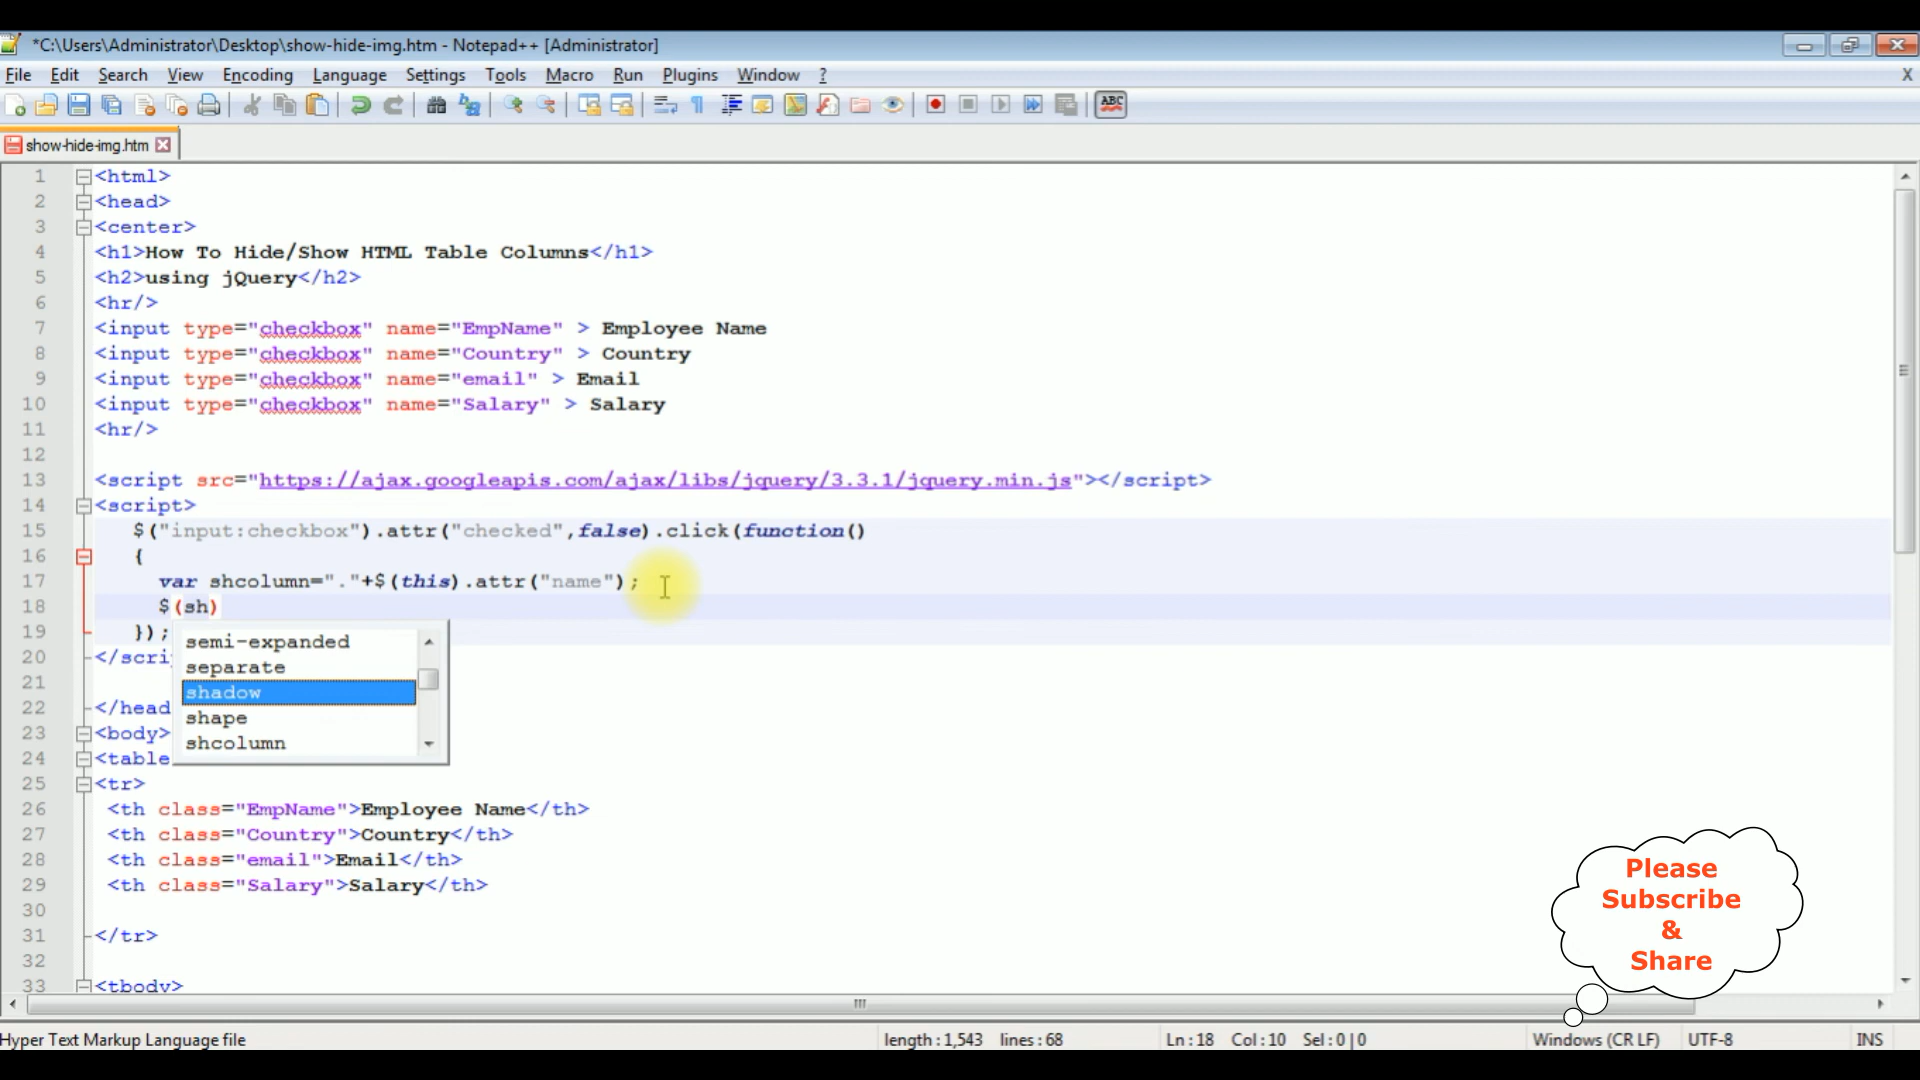 *C:\Users\Administrator\Desktop\show-hide-img.htm - Notepad++ [Administrator]
File Edit Search View Encoding Language Settings Tools Macro Run Plugins Window ? X
ABC
show-hide-img.htm
1 <html>
2 <head>
3 <center>
4 <h1>How To Hide/Show HTML Table Columns</h1>
5 <h2>using jQuery</h2>
6 <hr/>
7 <input type="checkbox" name="EmpName" > Employee Name
8 <input type="checkbox" name="Country" > Country
9 <input type="checkbox" name="email" > Email
10 <input type="checkbox" name="Salary" > Salary
11 <hr/>
12
13 <script src="https://ajax.googleapis.com/ajax/libs/jquery/3.3.1/jquery.min.js"></script>
14 <script>
15 $("input:checkbox").attr("checked",false).click(function()
16 {
17 var shcolumn="."+$(this).attr("name");
18 $(sh)
19 });
semi-expanded
20 </scri
separate
21
shadow
22 </head
shape
23 <body>
shcolumn
24 <table
25 <tr>
26 <th class="EmpName">Employee Name</th>
27 <th class="Country">Country</th>
28 <th class="email">Email</th>
29 <th class="Salary">Salary</th>
30
31 </tr>
32
33 <tbody>
Please
Subscribe
&
Share
Hyper Text Markup Language file length : 1,543 lines : 68 Ln : 18 Col : 10 Sel : 0 | 0 Windows (CR LF) UTF-8 INS